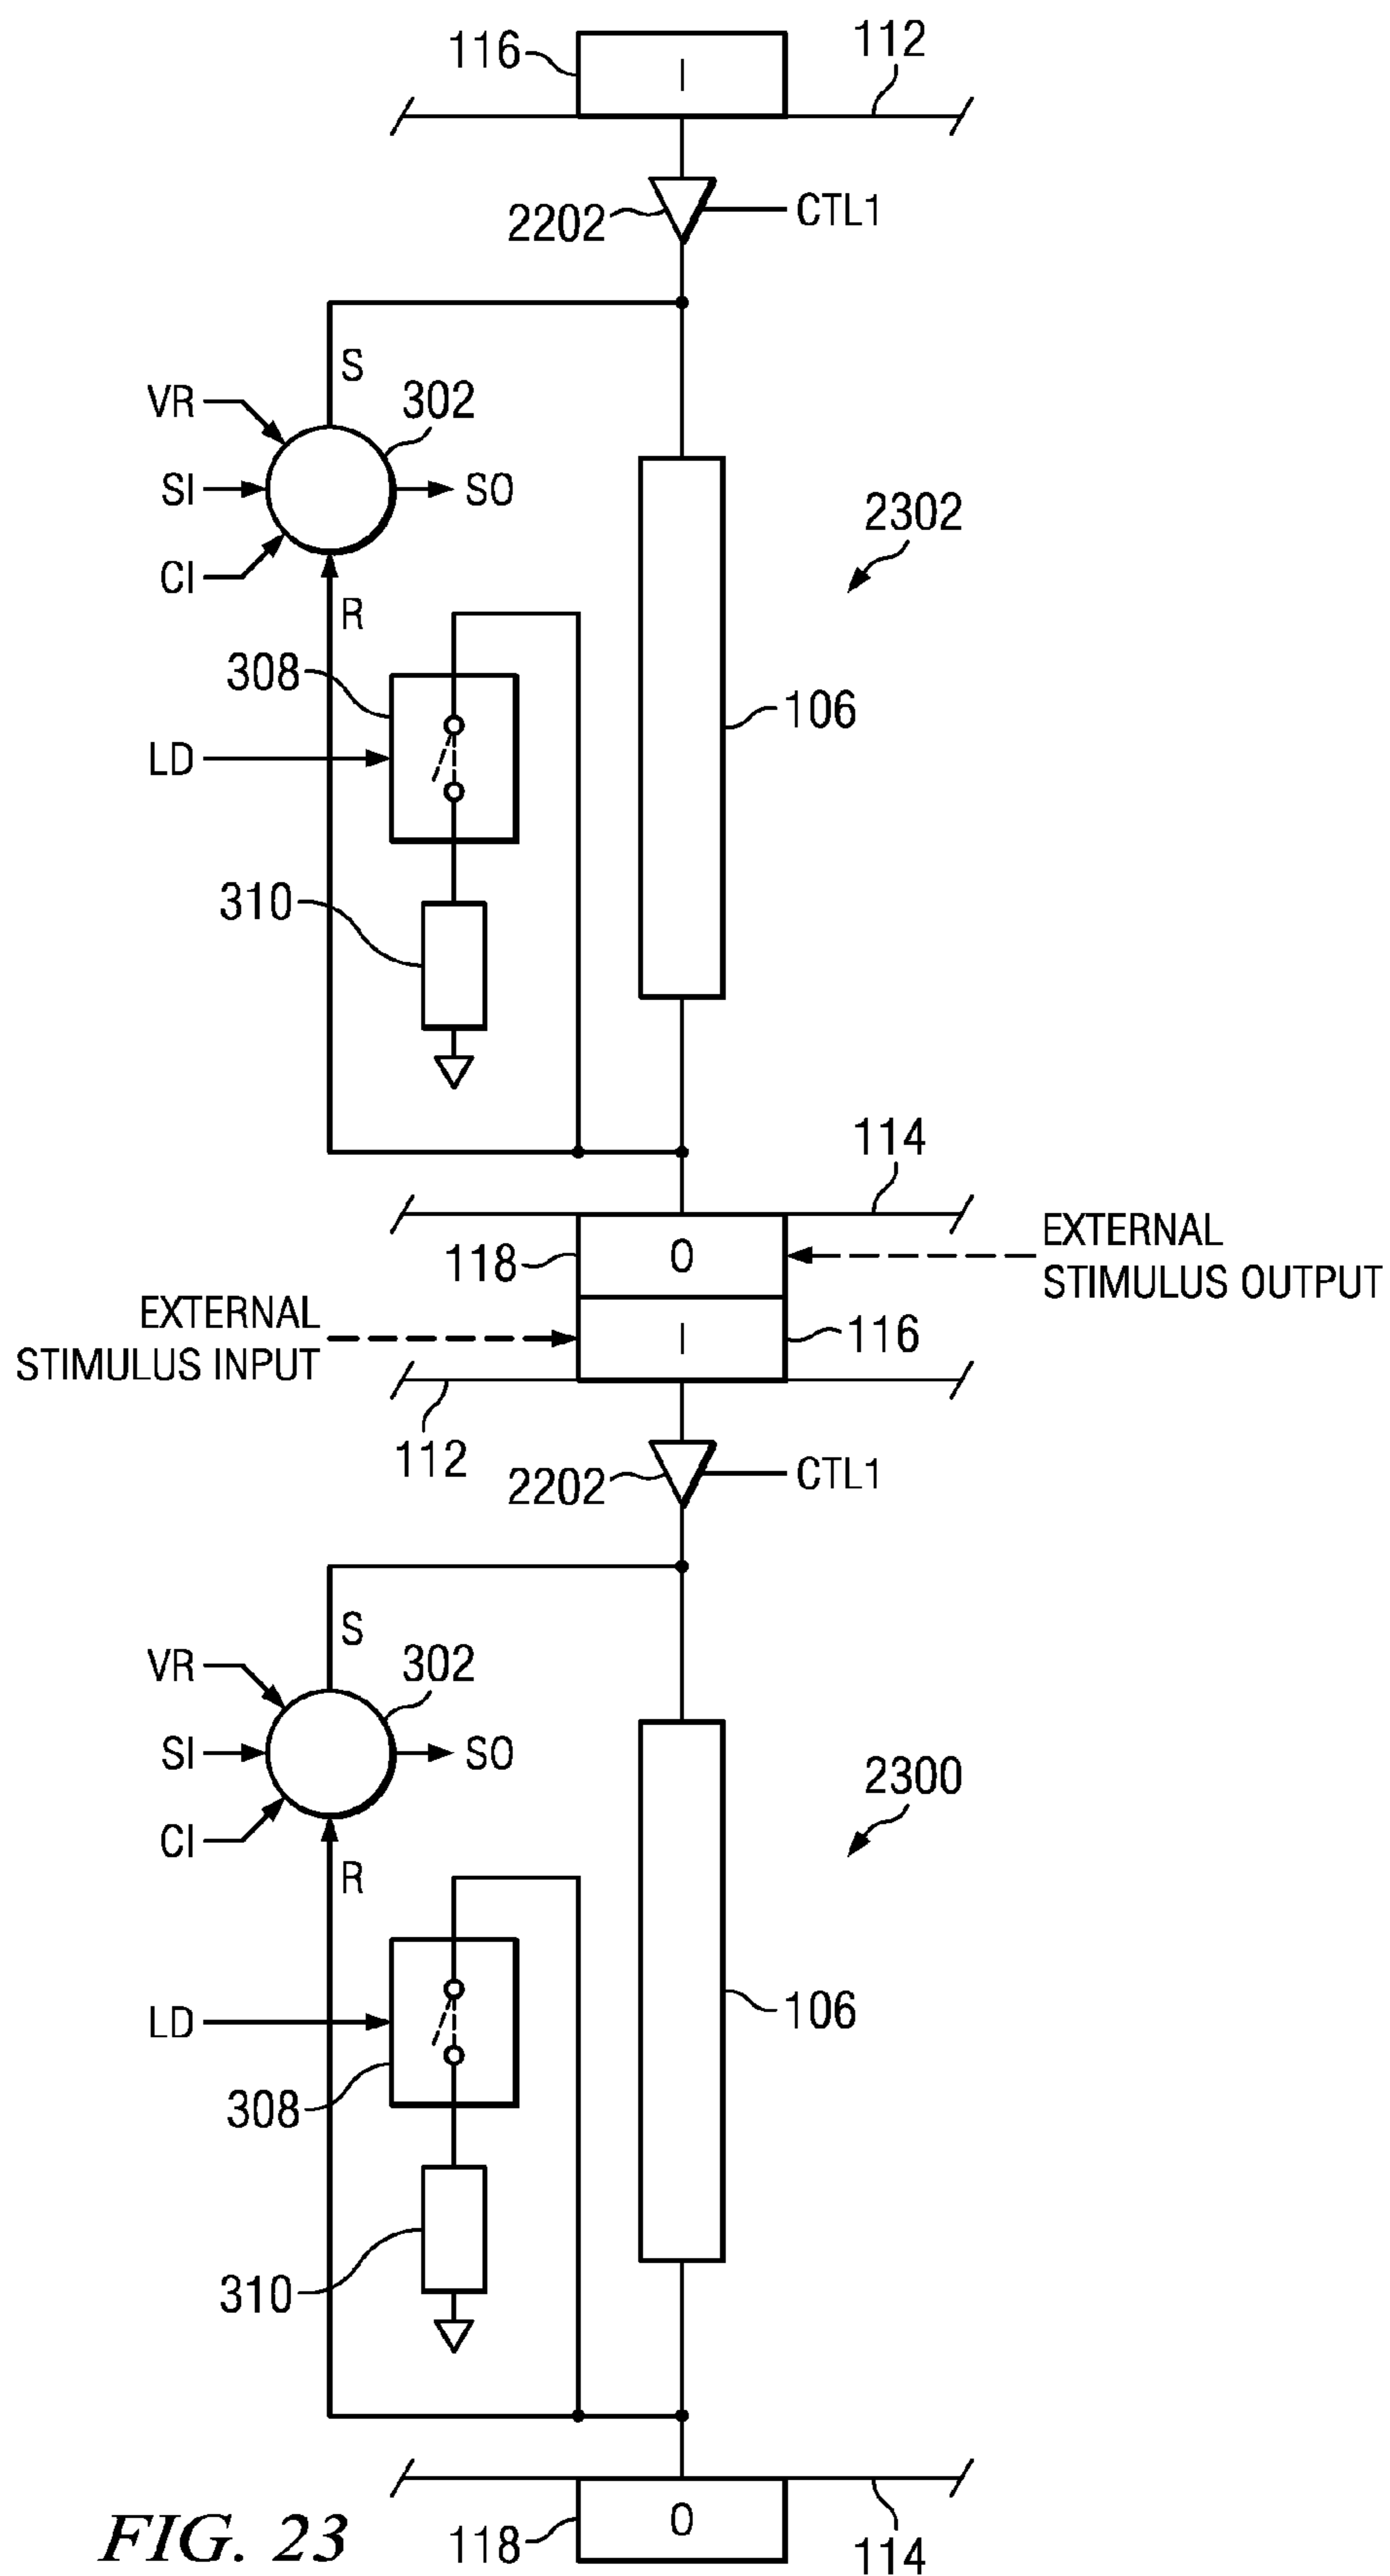 116
I
112
2202
CTL1
S
VR
302
SI
SO
CI
2302
R
308
106
LD
310
114
118
O
EXTERNAL
STIMULUS OUTPUT
EXTERNAL
STIMULUS INPUT
I
116
112
2202
CTL1
S
VR
302
SI
SO
CI
2300
R
LD
106
308
310
118
O
114
FIG. 23